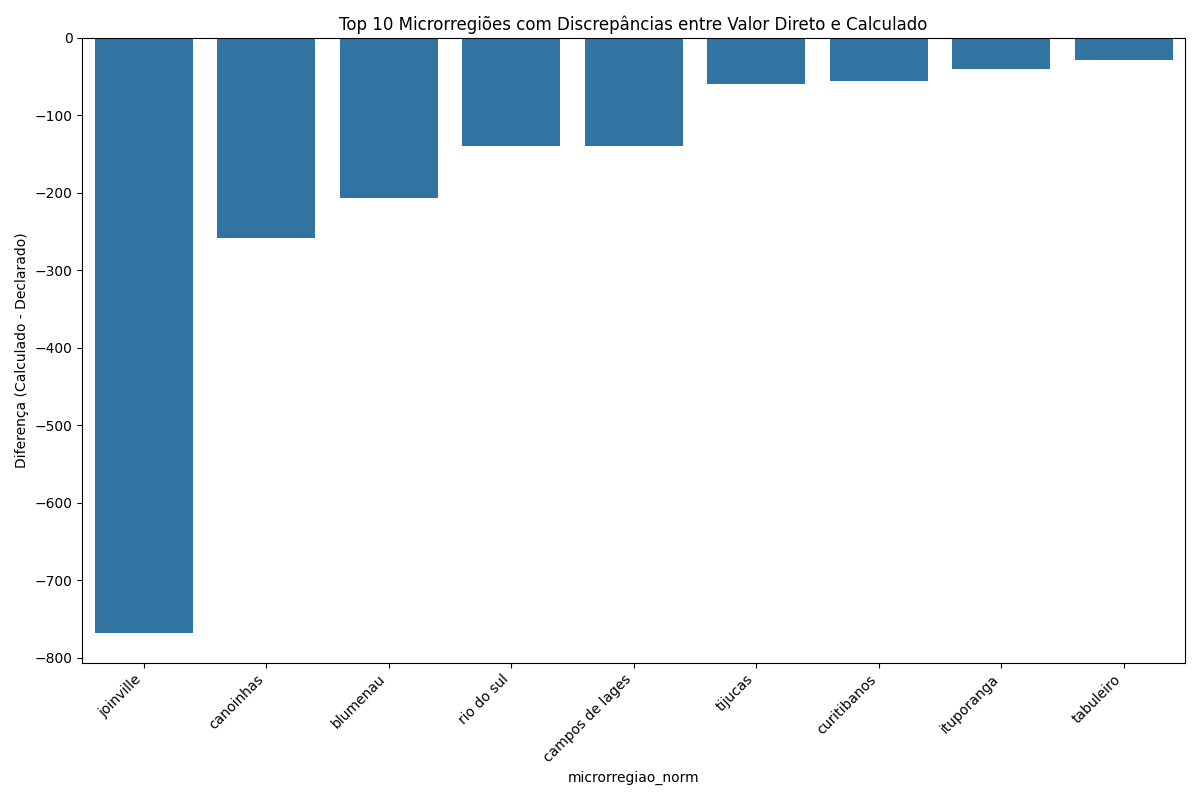 Top 10 Microrregiões com Discrepâncias entre Valor Direto e Calculado
Diferença (Calculado - Declarado)
0
−100
−200
−300
−400
−500
−600
−700
−800
joinville
canoinhas
blumenau
rio do sul
campos de lages
tijucas
curitibanos
ituporanga
tabuleiro
microrregiao_norm